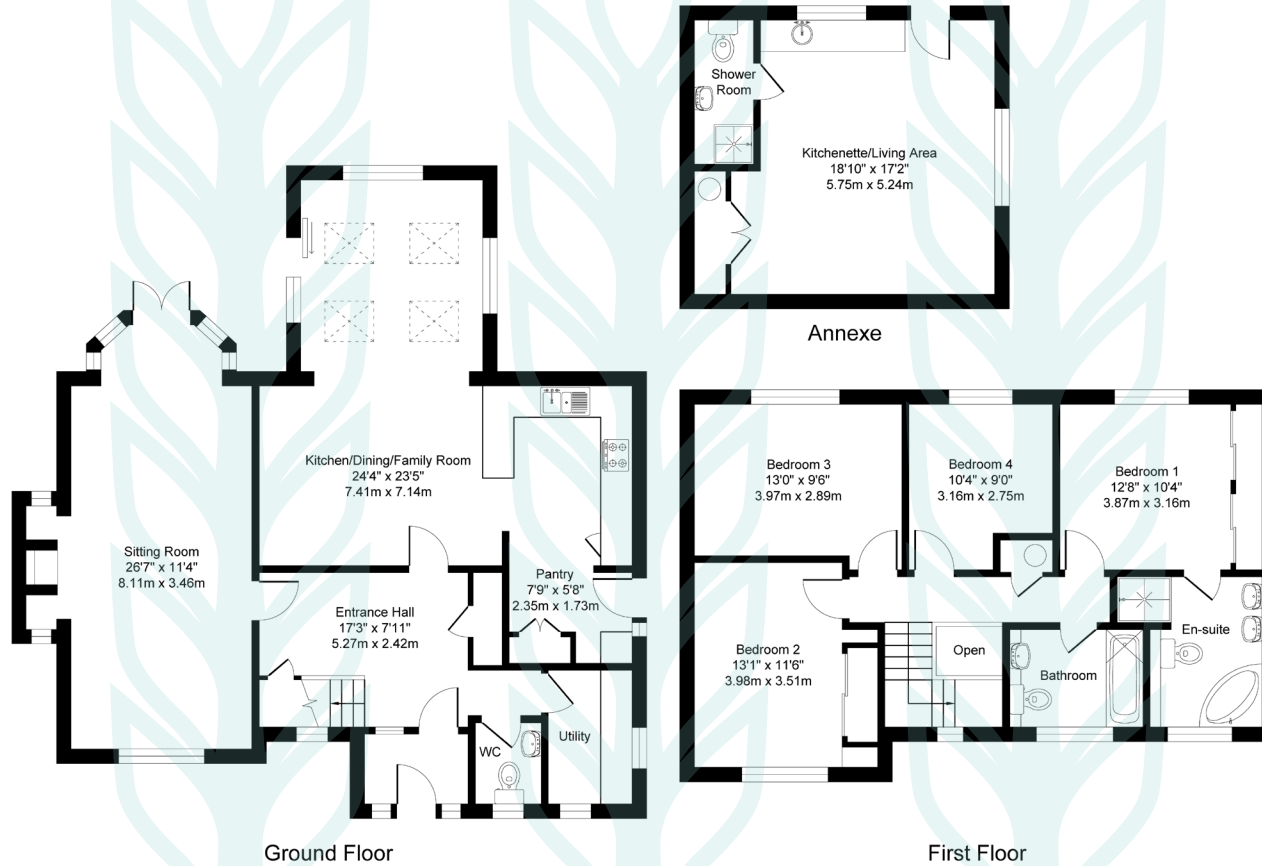 Shower
Room
Kitchenette/Living Area
18'10" x 17'2"
5.75m x 5.24m
Annexe
Kitchen/Dining/Family Room
24'4" x 23'5"
7.41m x 7.14m
Sitting Room
26'7" x 11'4"
8.11m x 3.46m
Pantry
7'9" x 5'8"
2.35m x 1.73m
Entrance Hall
17'3" x 7'11"
5.27m x 2.42m
WC
Utility
Ground Floor
Bedroom 3
13'0" x 9'6"
3.97m x 2.89m
Bedroom 4
10'4" x 9'0"
3.16m x 2.75m
Bedroom 1
12'8" x 10'4"
3.87m x 3.16m
Bedroom 2
13'1" x 11'6"
3.98m x 3.51m
Open
Bathroom
En-suite
First Floor